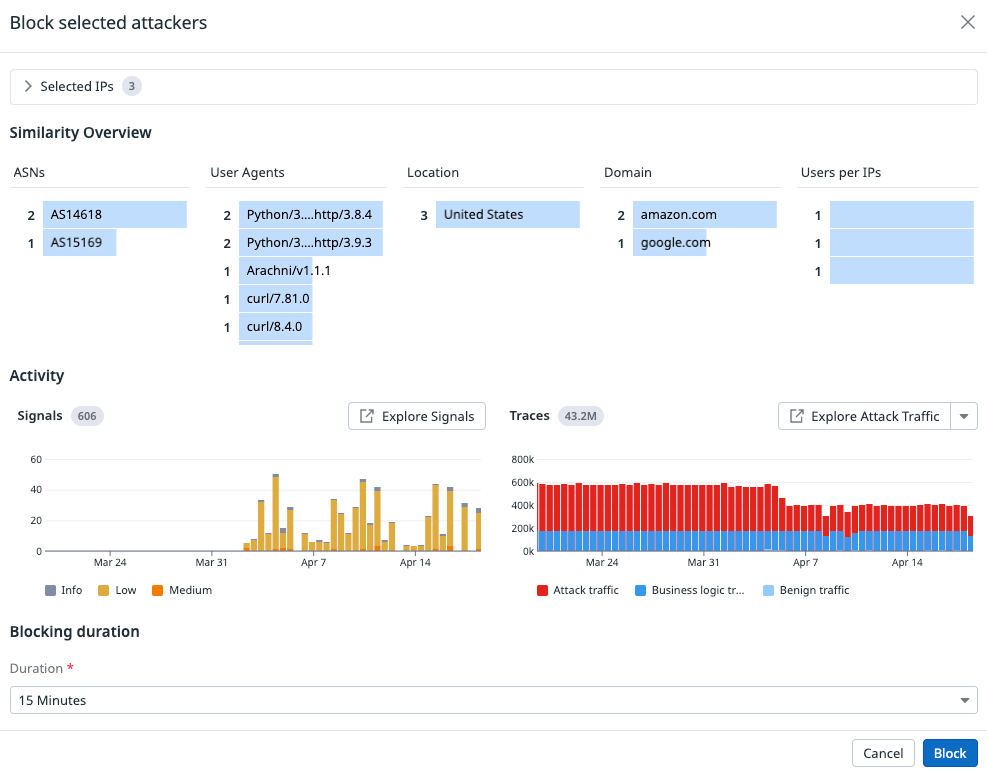 Block selected attackers
Selected IPs 3
Similarity Overview
ASNs
2 AS14618
1 AS15169
User Agents
2 Python/3....http/3.8.4
2 Python/3....http/3.9.3
1 Arachni/v1.1.1
1 curl/7.81.0
1 curl/8.4.0
Location
3 United States
Domain
2 amazon.com
1 google.com
Users per IPs
1
1
1
Activity
Signals 606
Explore Signals
60
40
20
0
Mar 24 Mar 31 Apr 7 Apr 14
Info Low Medium
Traces 43.2M
Explore Attack Traffic
800k
600k
400k
200k
0k
Mar 24 Mar 31 Apr 7 Apr 14
Attack traffic Business logic tr... Benign traffic
Blocking duration
Duration *
15 Minutes
Cancel Block